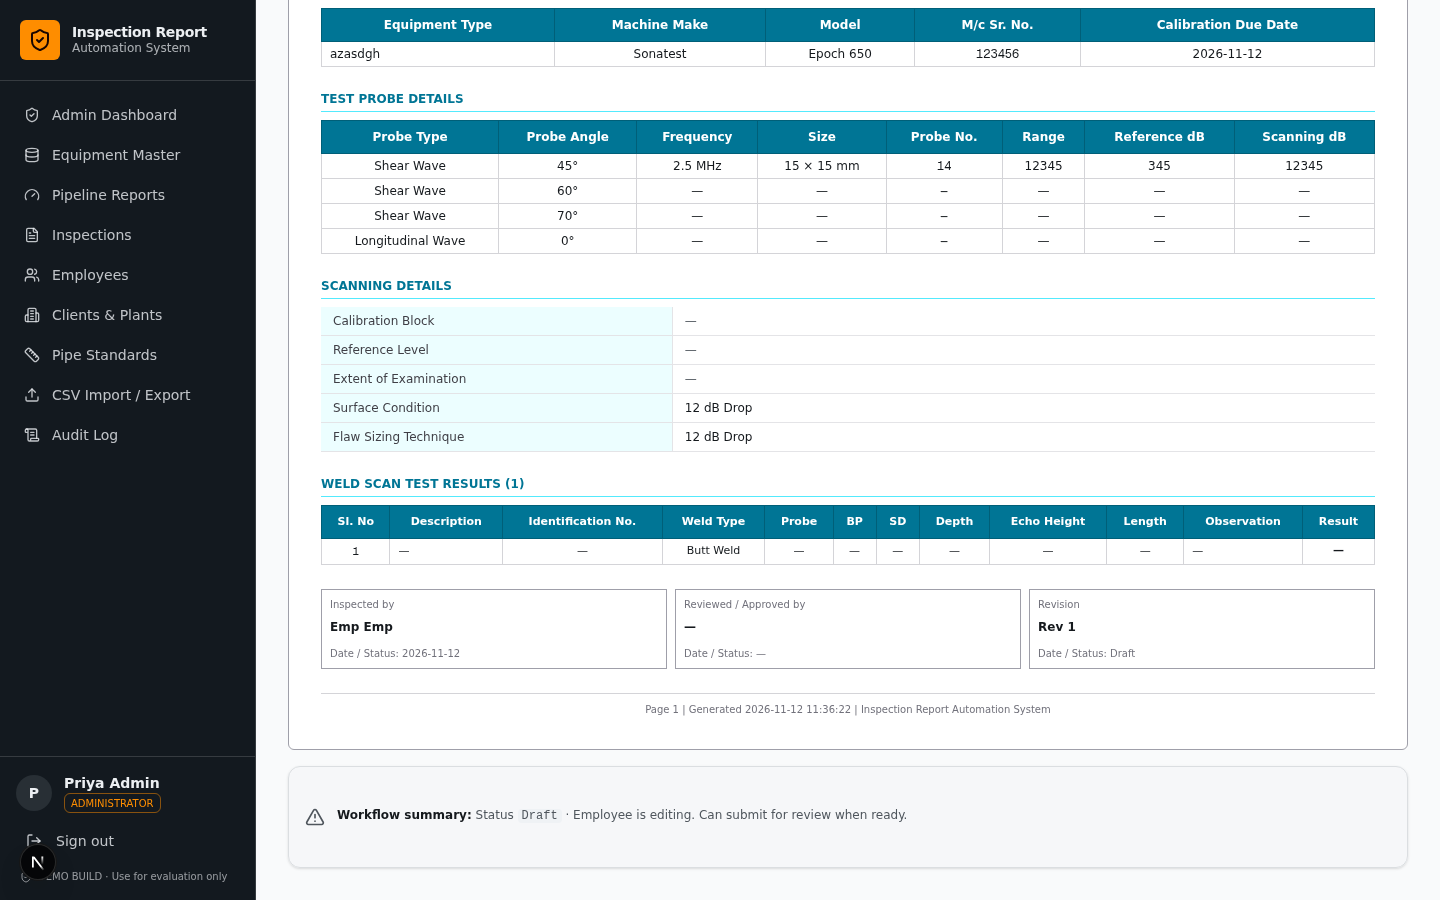 Inspection Report
Automation System
Admin Dashboard
Equipment Master
Pipeline Reports
Inspections
Employees
Clients & Plants
Pipe Standards
CSV Import / Export
Audit Log
P
Priya Admin
ADMINISTRATOR
Sign out
N
EMO BUILD · Use for evaluation only
Equipment Type Machine Make Model M/c Sr. No. Calibration Due Date
azasdgh Sonatest Epoch 650 123456 2026-11-12
TEST PROBE DETAILS
Probe Type Probe Angle Frequency Size Probe No. Range Reference dB Scanning dB
Shear Wave 45° 2.5 MHz 15 × 15 mm 14 12345 345 12345
Shear Wave 60° — — – — — —
Shear Wave 70° — — – — — —
Longitudinal Wave 0° — — – — — —
SCANNING DETAILS
Calibration Block —
Reference Level —
Extent of Examination —
Surface Condition 12 dB Drop
Flaw Sizing Technique 12 dB Drop
WELD SCAN TEST RESULTS (1)
Sl. No Description Identification No. Weld Type Probe BP SD Depth Echo Height Length Observation Result
1 — — Butt Weld — — — — — — — —
Inspected by
Emp Emp
Date / Status: 2026-11-12
Reviewed / Approved by
—
Date / Status: —
Revision
Rev 1
Date / Status: Draft
Page 1 | Generated 2026-11-12 11:36:22 | Inspection Report Automation System
Workflow summary: Status Draft · Employee is editing. Can submit for review when ready.